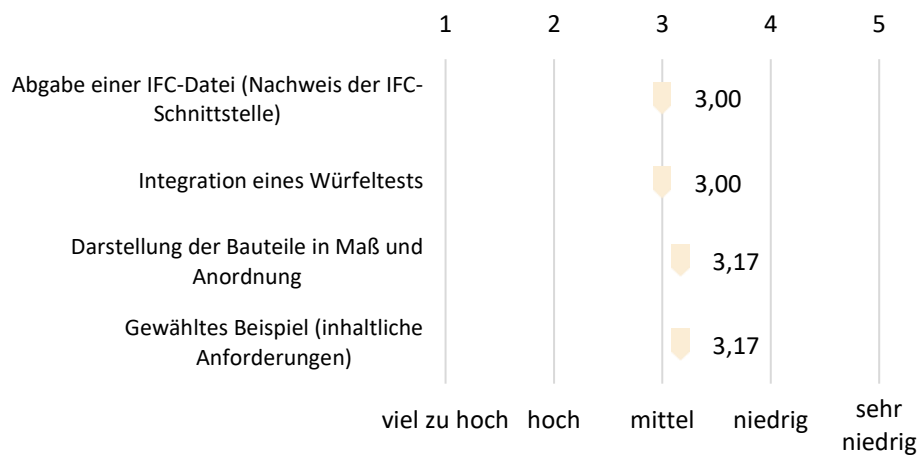 1 2 3 4 5
Abgabe einer IFC-Datei (Nachweis der IFC-
Schnittstelle)
3,00
Integration eines Würfeltests
3,00
Darstellung der Bauteile in Maß und
Anordnung
3,17
Gewähltes Beispiel (inhaltliche
Anforderungen)
3,17
viel zu hoch hoch mittel niedrig sehr
niedrig